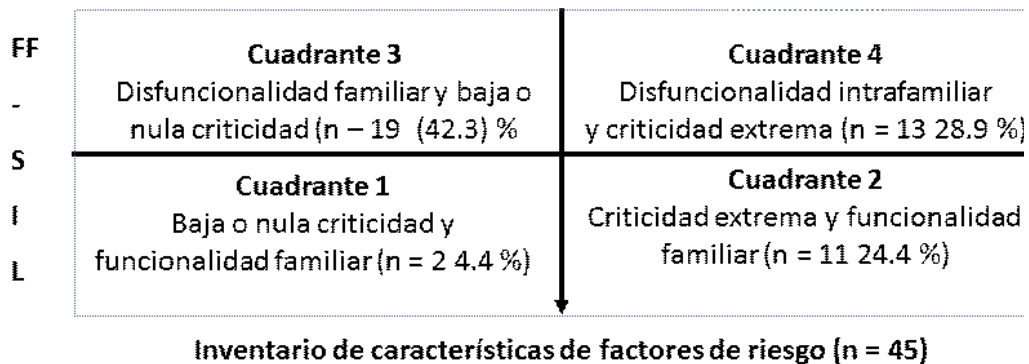 FF
-
S
I
L
Cuadrante 3
Disfuncionalidad familiar y baja o
nula criticidad (n – 19 (42.3) %
Cuadrante 4
Disfuncionalidad intrafamiliar
y criticidad extrema (n = 13 28.9 %)
Cuadrante 1
Baja o nula criticidad y
funcionalidad familiar (n = 2 4.4 %)
Cuadrante 2
Criticidad extrema y funcionalidad
familiar (n = 11 24.4 %)
Inventario de características de factores de riesgo (n = 45)